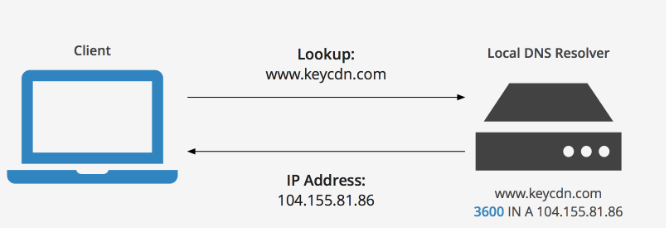 Client
Lookup:
www.keycdn.com
Local DNS Resolver
IP Address:
104.155.81.86
www.keycdn.com
3600 IN A 104.155.81.86